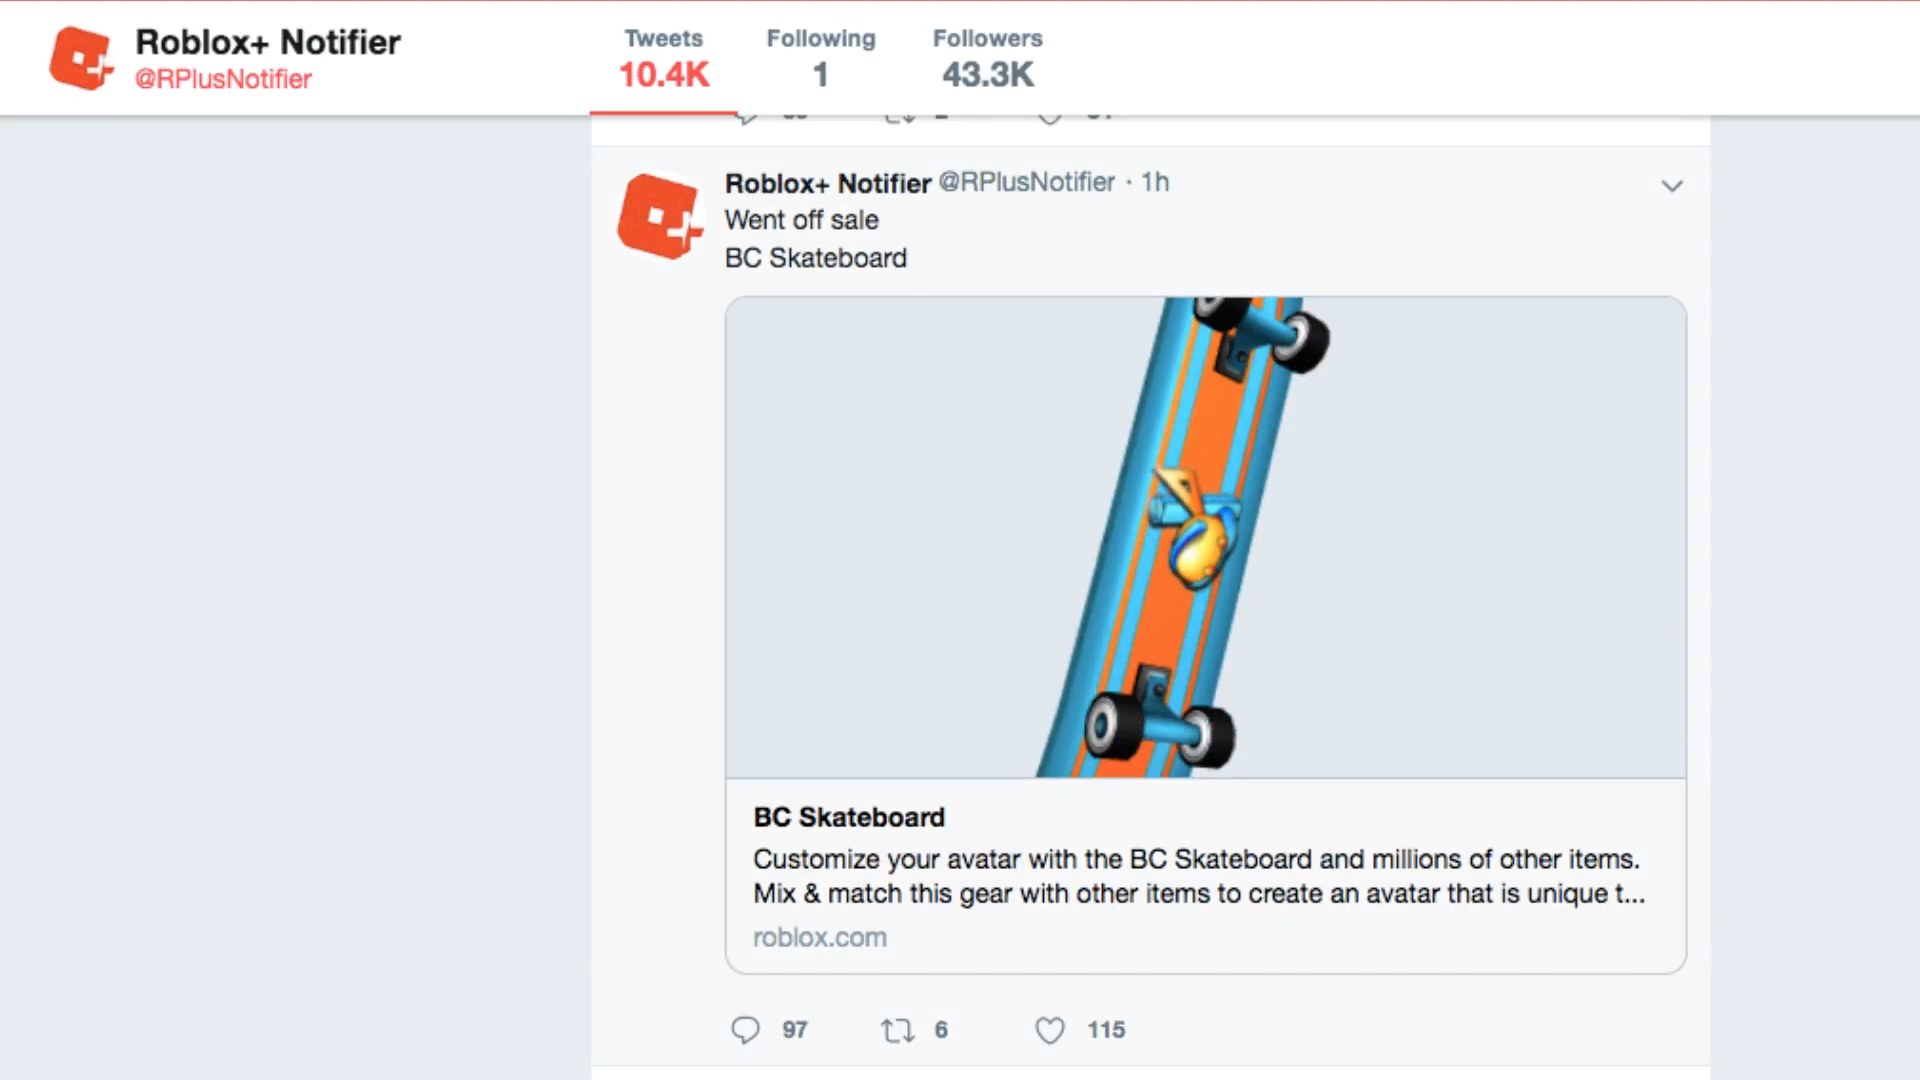 Roblox+ Notifier
@RPlusNotifier
Tweets
10.4K
Following
1
Followers
43.3K
Roblox+ Notifier @RPlusNotifier · 1h
Went off sale
BC Skateboard
BC Skateboard
Customize your avatar with the BC Skateboard and millions of other items.
Mix & match this gear with other items to create an avatar that is unique t...
roblox.com
97
6
115